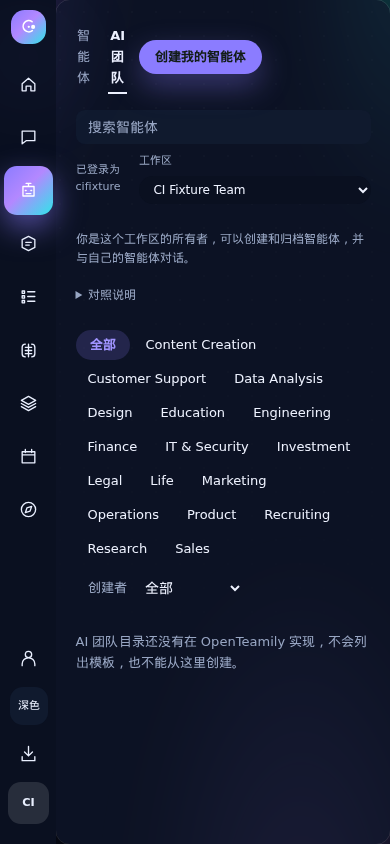 智能体
AI团队
创建我的智能体
搜索智能体
已登录为
cifixture
工作区
CI Fixture Team
你是这个工作区的所有者，可以创建和归档智能体，并
与自己的智能体对话。
对照说明
全部 Content Creation
Customer Support Data Analysis
Design Education Engineering
Finance IT & Security Investment
Legal Life Marketing
Operations Product Recruiting
Research Sales
创建者 全部
AI 团队目录还没有在 OpenTeamily 实现，不会列
出模板，也不能从这里创建。
深色
CI